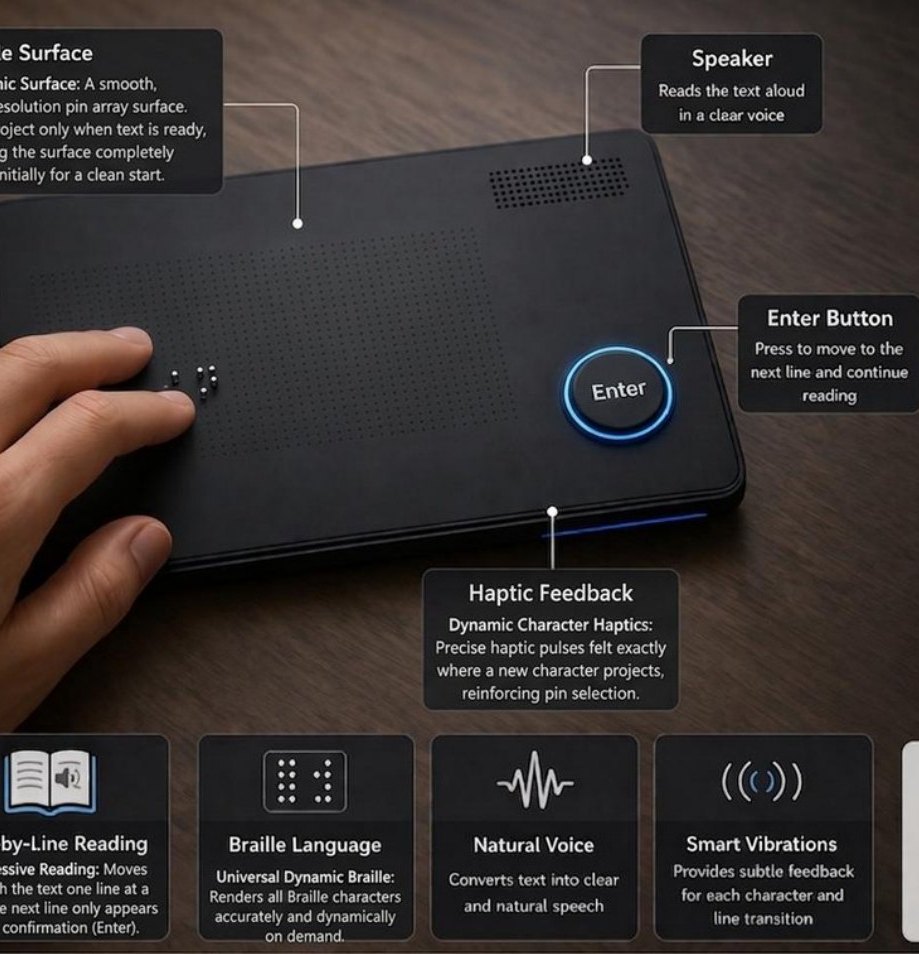 e Surface
nic Surface: A smooth,
esolution pin array surface.
oject only when text is ready,
g the surface completely
nitially for a clean start.
Speaker
Reads the text aloud
in a clear voice
Enter Button
Press to move to the
next line and continue
reading
Enter
Haptic Feedback
Dynamic Character Haptics:
Precise haptic pulses felt exactly
where a new character projects,
reinforcing pin selection.
-by-Line Reading
essive Reading: Moves
h the text one line at a
e next line only appears
confirmation (Enter).
Braille Language
Universal Dynamic Braille:
Renders all Braille characters
accurately and dynamically
on demand.
Natural Voice
Converts text into clear
and natural speech
Smart Vibrations
Provides subtle feedback
for each character and
line transition